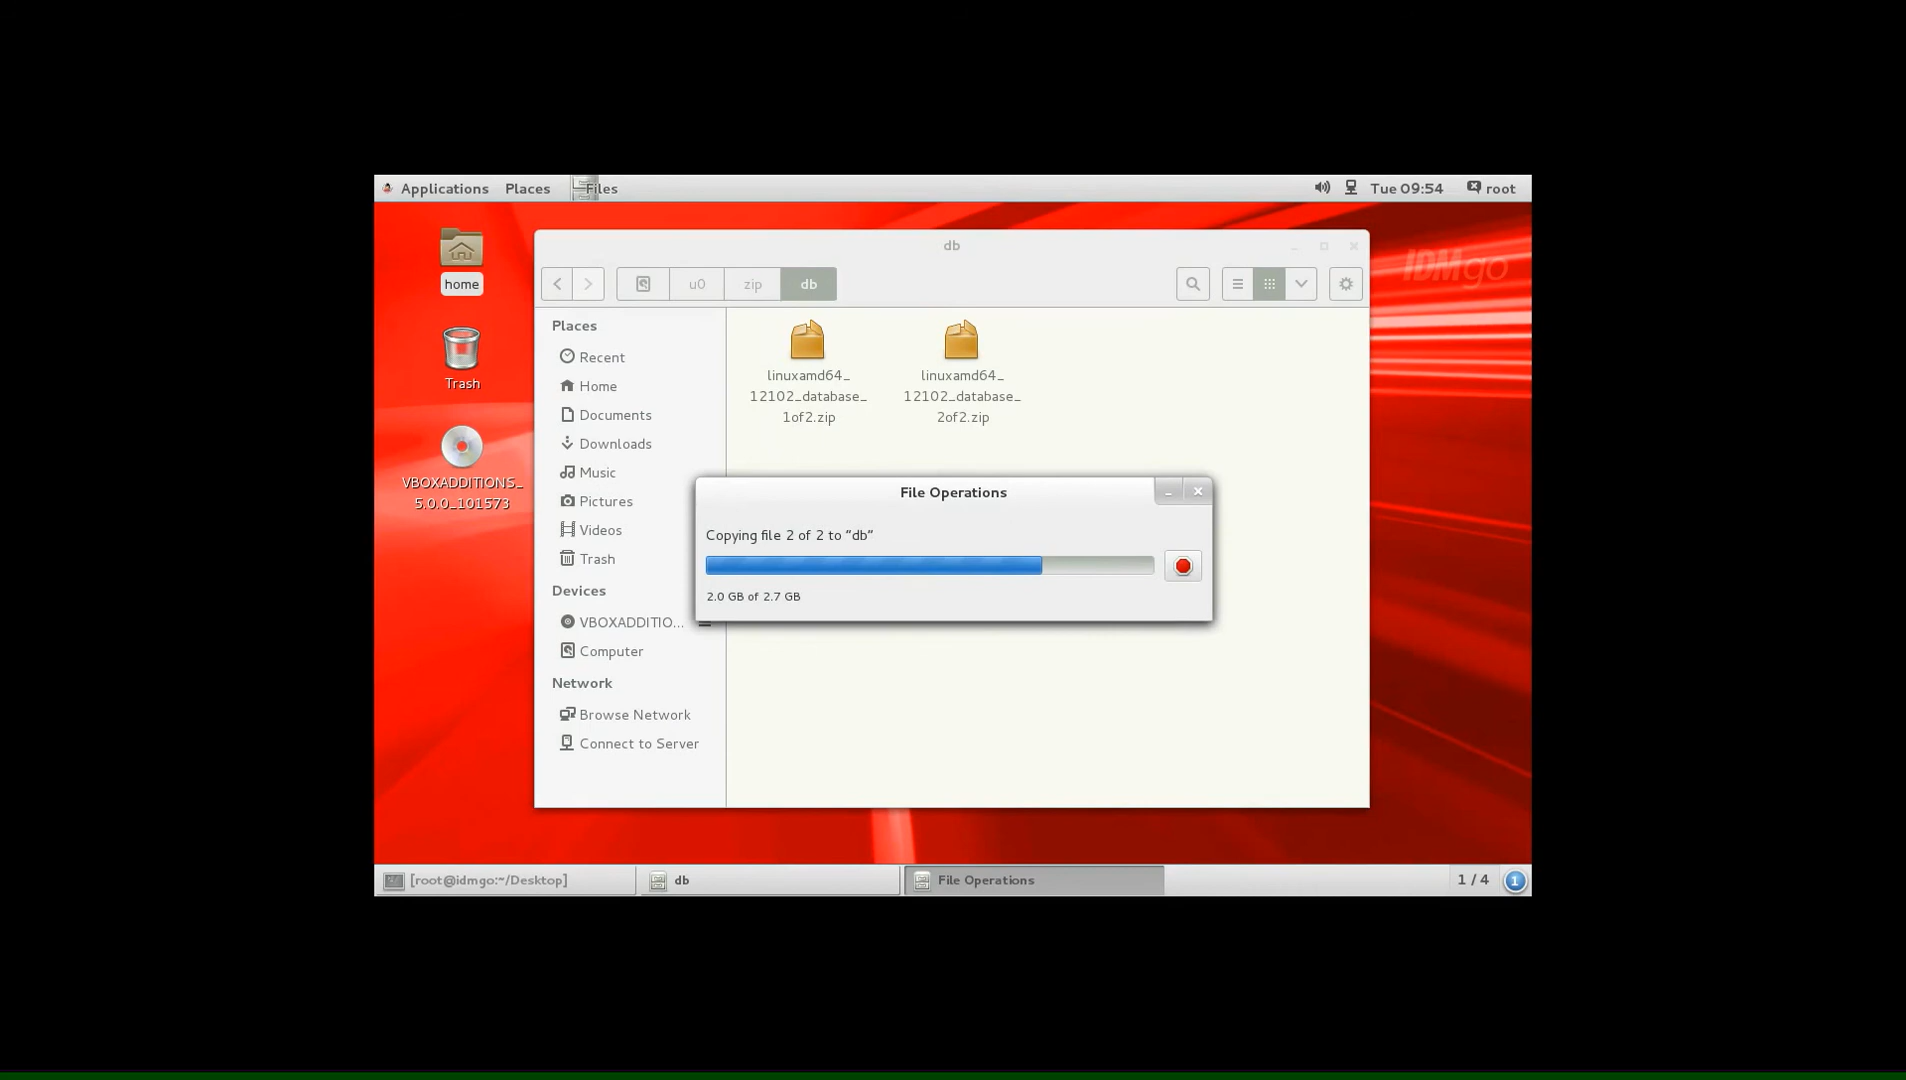 Applications Places Files Tue 09:54 root
db
u0 zip db
IDMgo
home
Trash
VBOXADDITIONS_
5.0.0_101573
Places
Recent
Home
Documents
Downloads
Music
Pictures
Videos
Trash
Devices
VBOXADDITIO...
Computer
Network
Browse Network
Connect to Server
linuxamd64_
12102_database_
1of2.zip
linuxamd64_
12102_database_
2of2.zip
File Operations
Copying file 2 of 2 to “db”
2.0 GB of 2.7 GB
[root@idmgo:~/Desktop] db File Operations 1 / 4 1